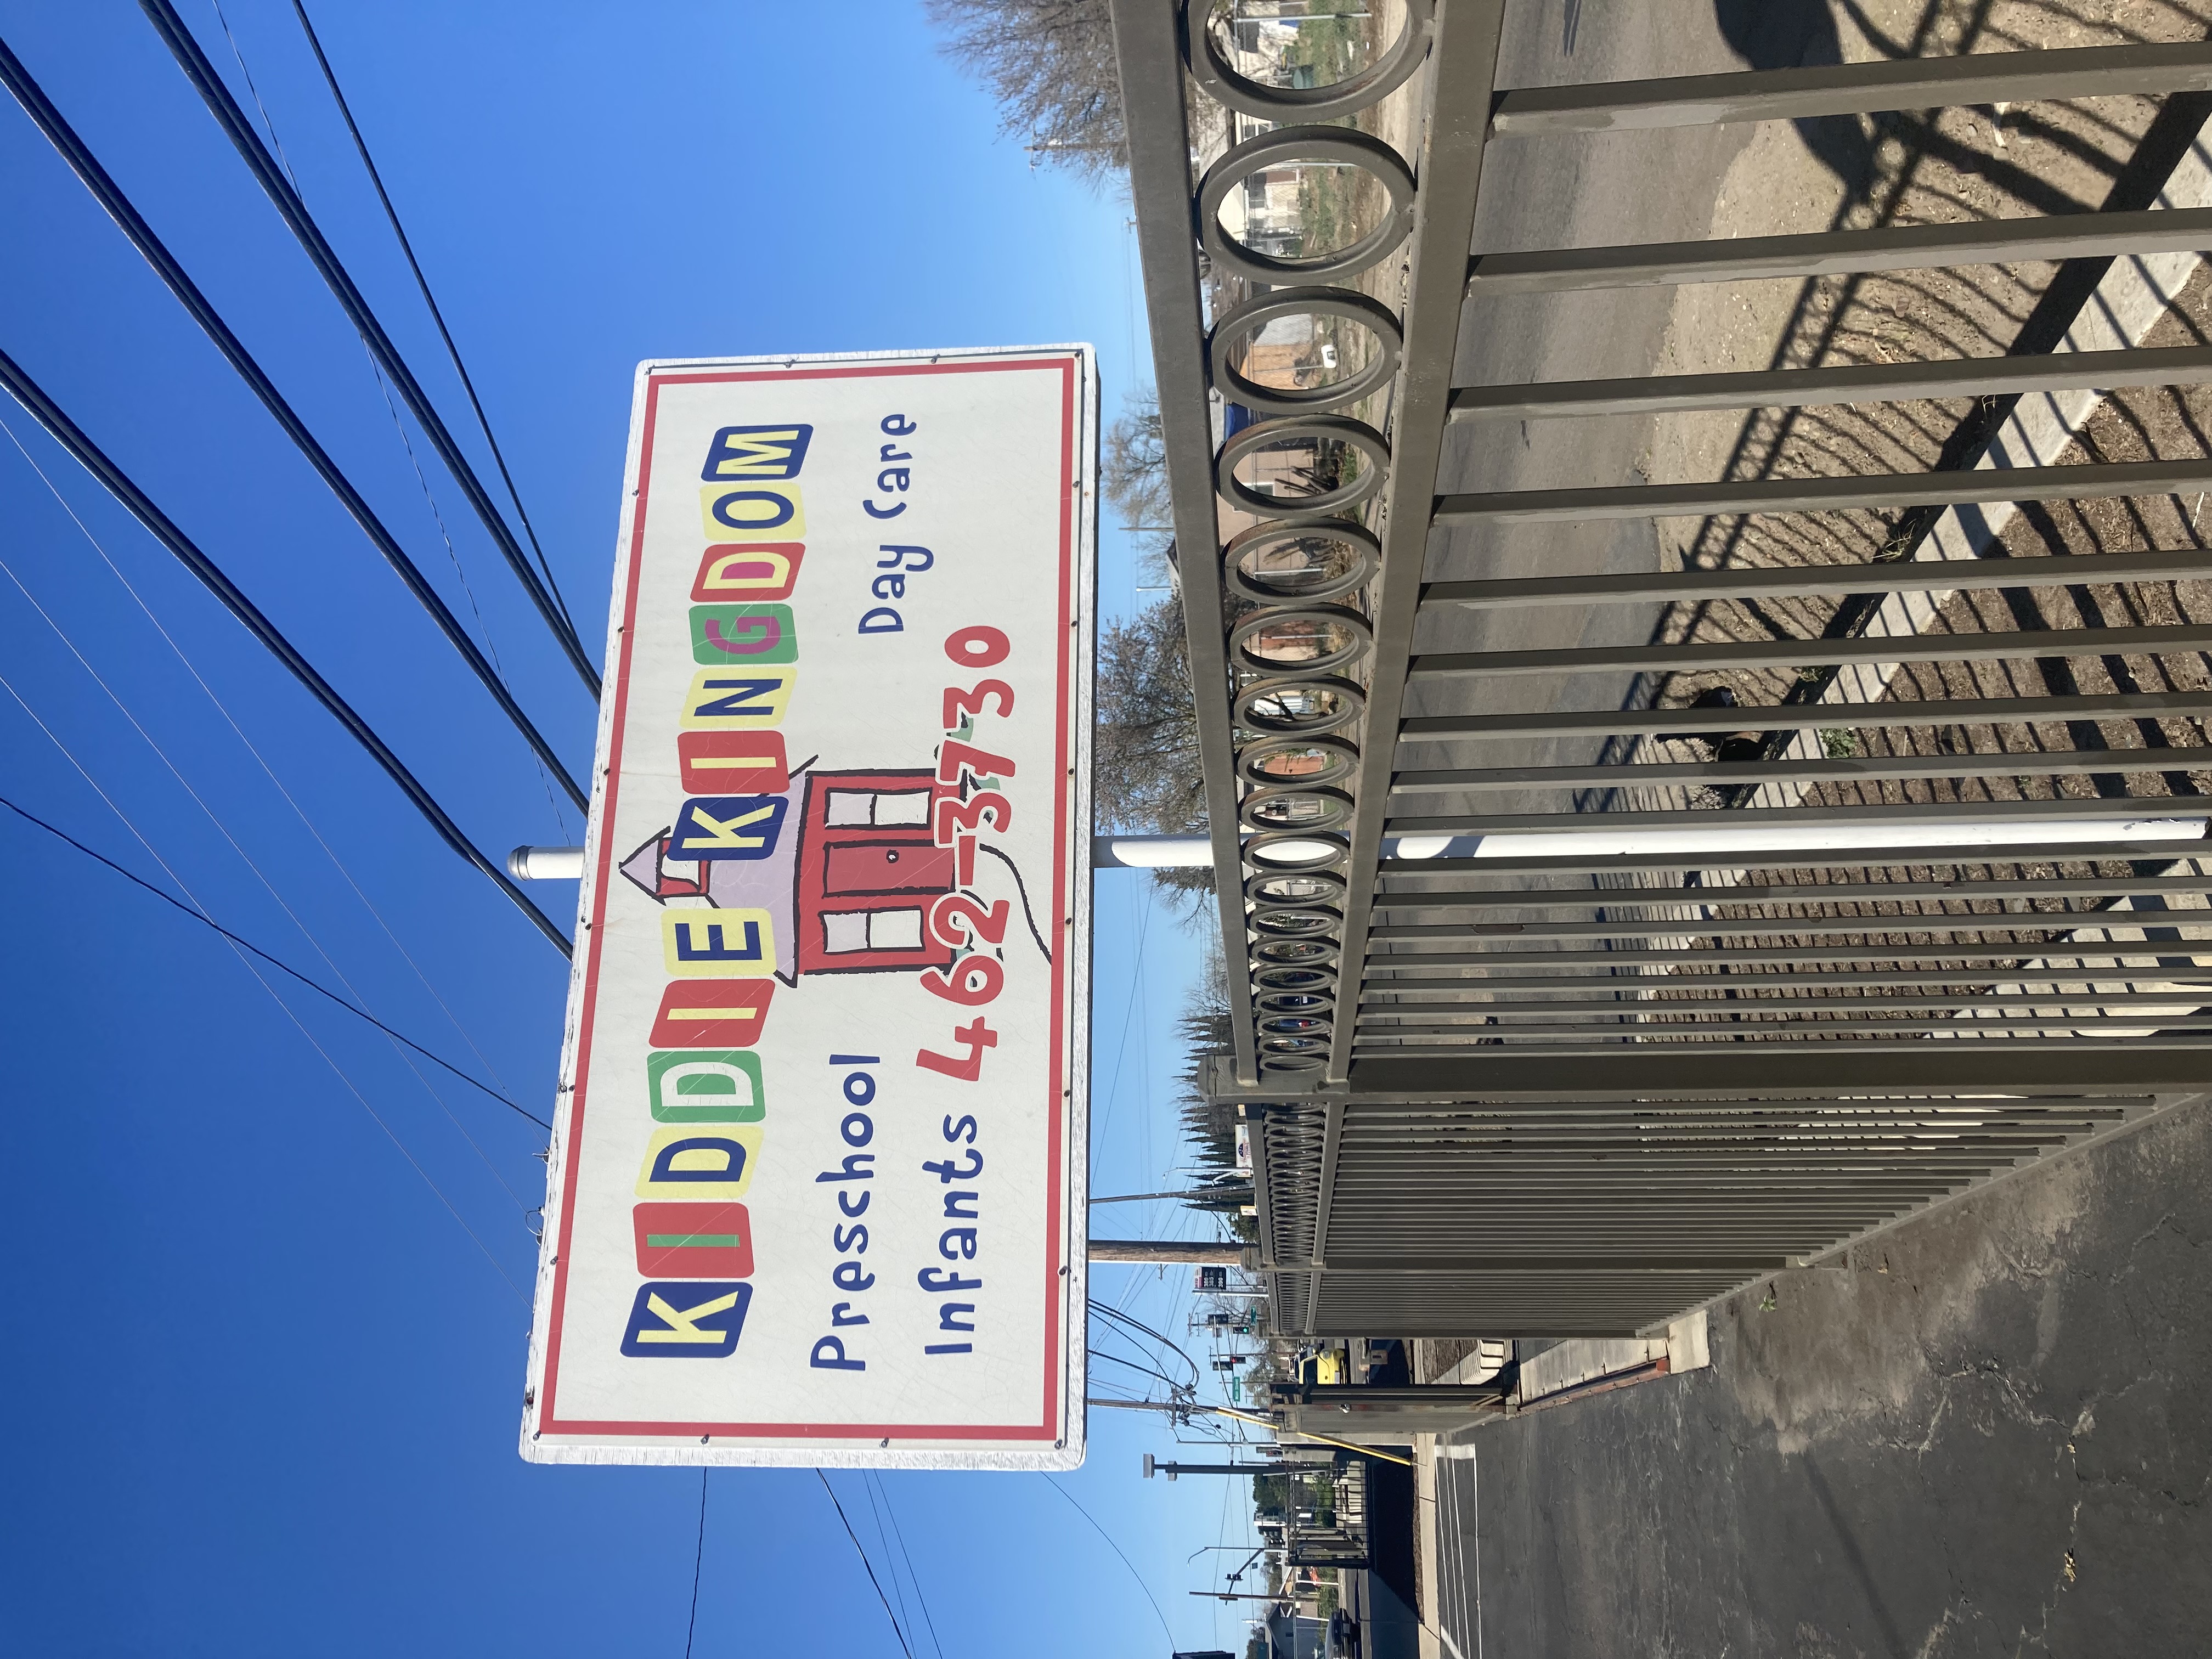 KIDDIE KINGDOM
Preschool Day Care
Infants 462-3730